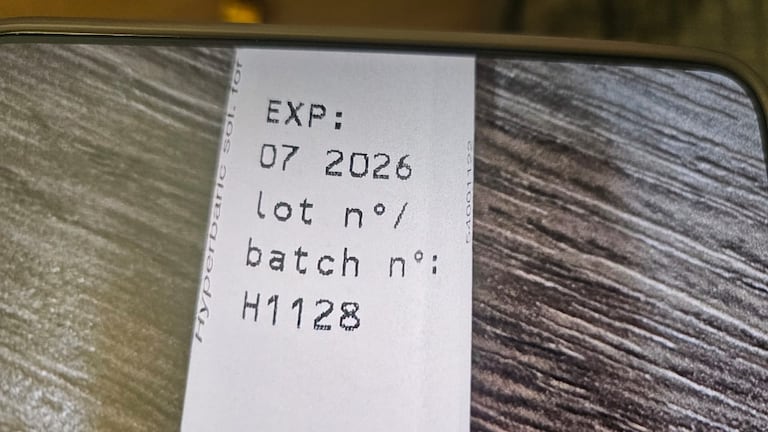 EXP:
07 2026
lot n°/
batch n°:
H1128
Hyperbaric sol. for